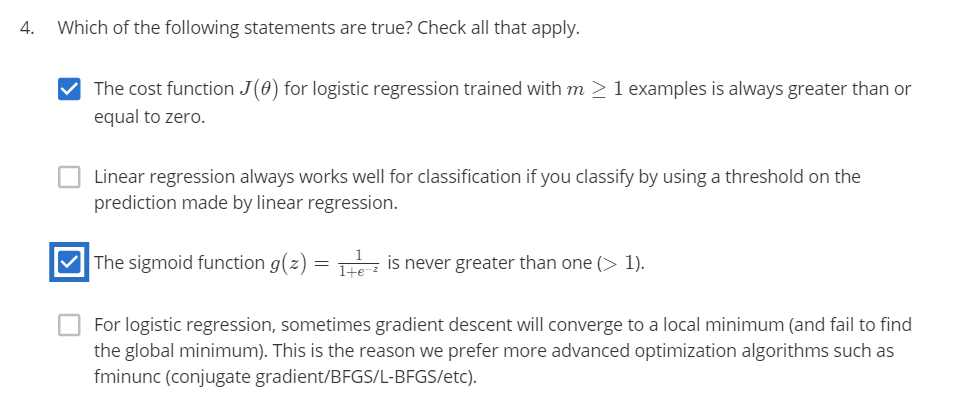 4. Which of the following statements are true? Check all that apply.
The cost function J(θ) for logistic regression trained with m ≥ 1 examples is always greater than or
equal to zero.
Linear regression always works well for classification if you classify by using a threshold on the
prediction made by linear regression.
The sigmoid function g(z) = 1/(1+e^{-z}) is never greater than one (> 1).
For logistic regression, sometimes gradient descent will converge to a local minimum (and fail to find
the global minimum). This is the reason we prefer more advanced optimization algorithms such as
fminunc (conjugate gradient/BFGS/L-BFGS/etc).